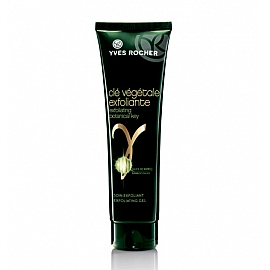 YVES ROCHER
clé végétale
exfoliante
exfoliating
botanical key
SOIN EXFOLIANT
EXFOLIATING GEL